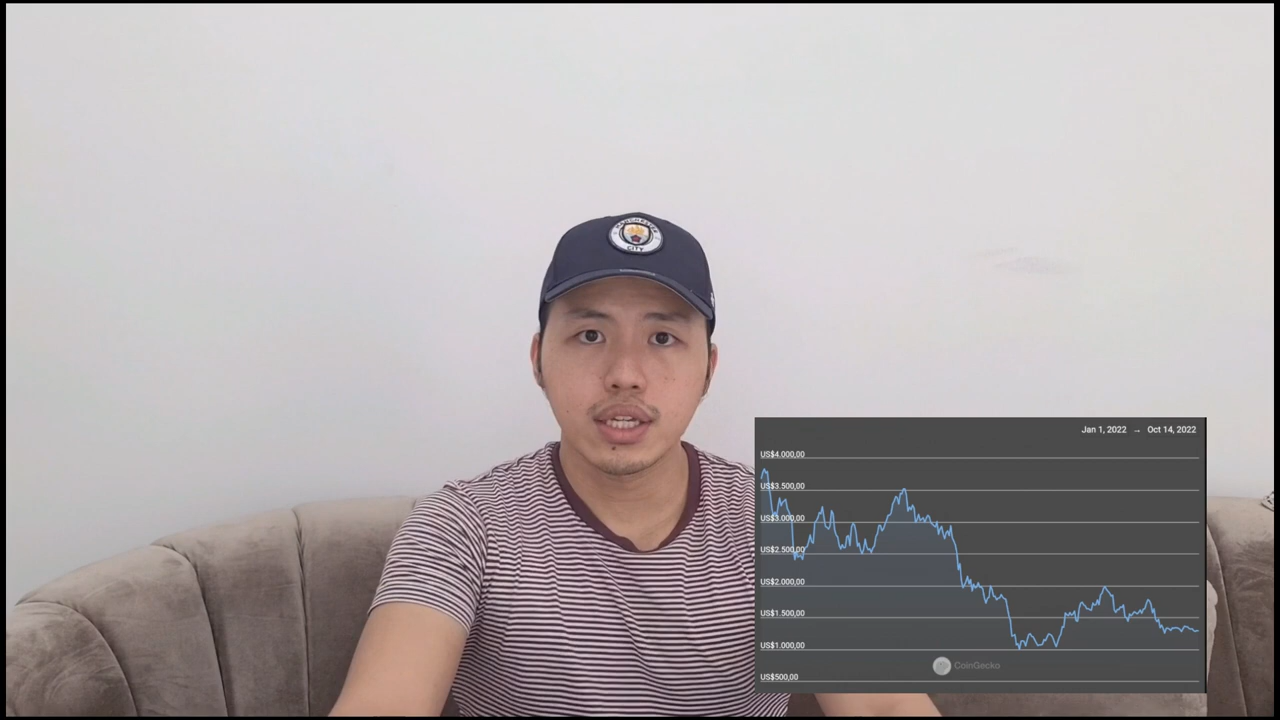 MANCHESTER
CITY
Jan 1, 2022 → Oct 14, 2022
US$4.000,00
US$3.500,00
US$3.000,00
US$2.500,00
US$2.000,00
US$1.500,00
US$1.000,00
CoinGecko
US$500,00